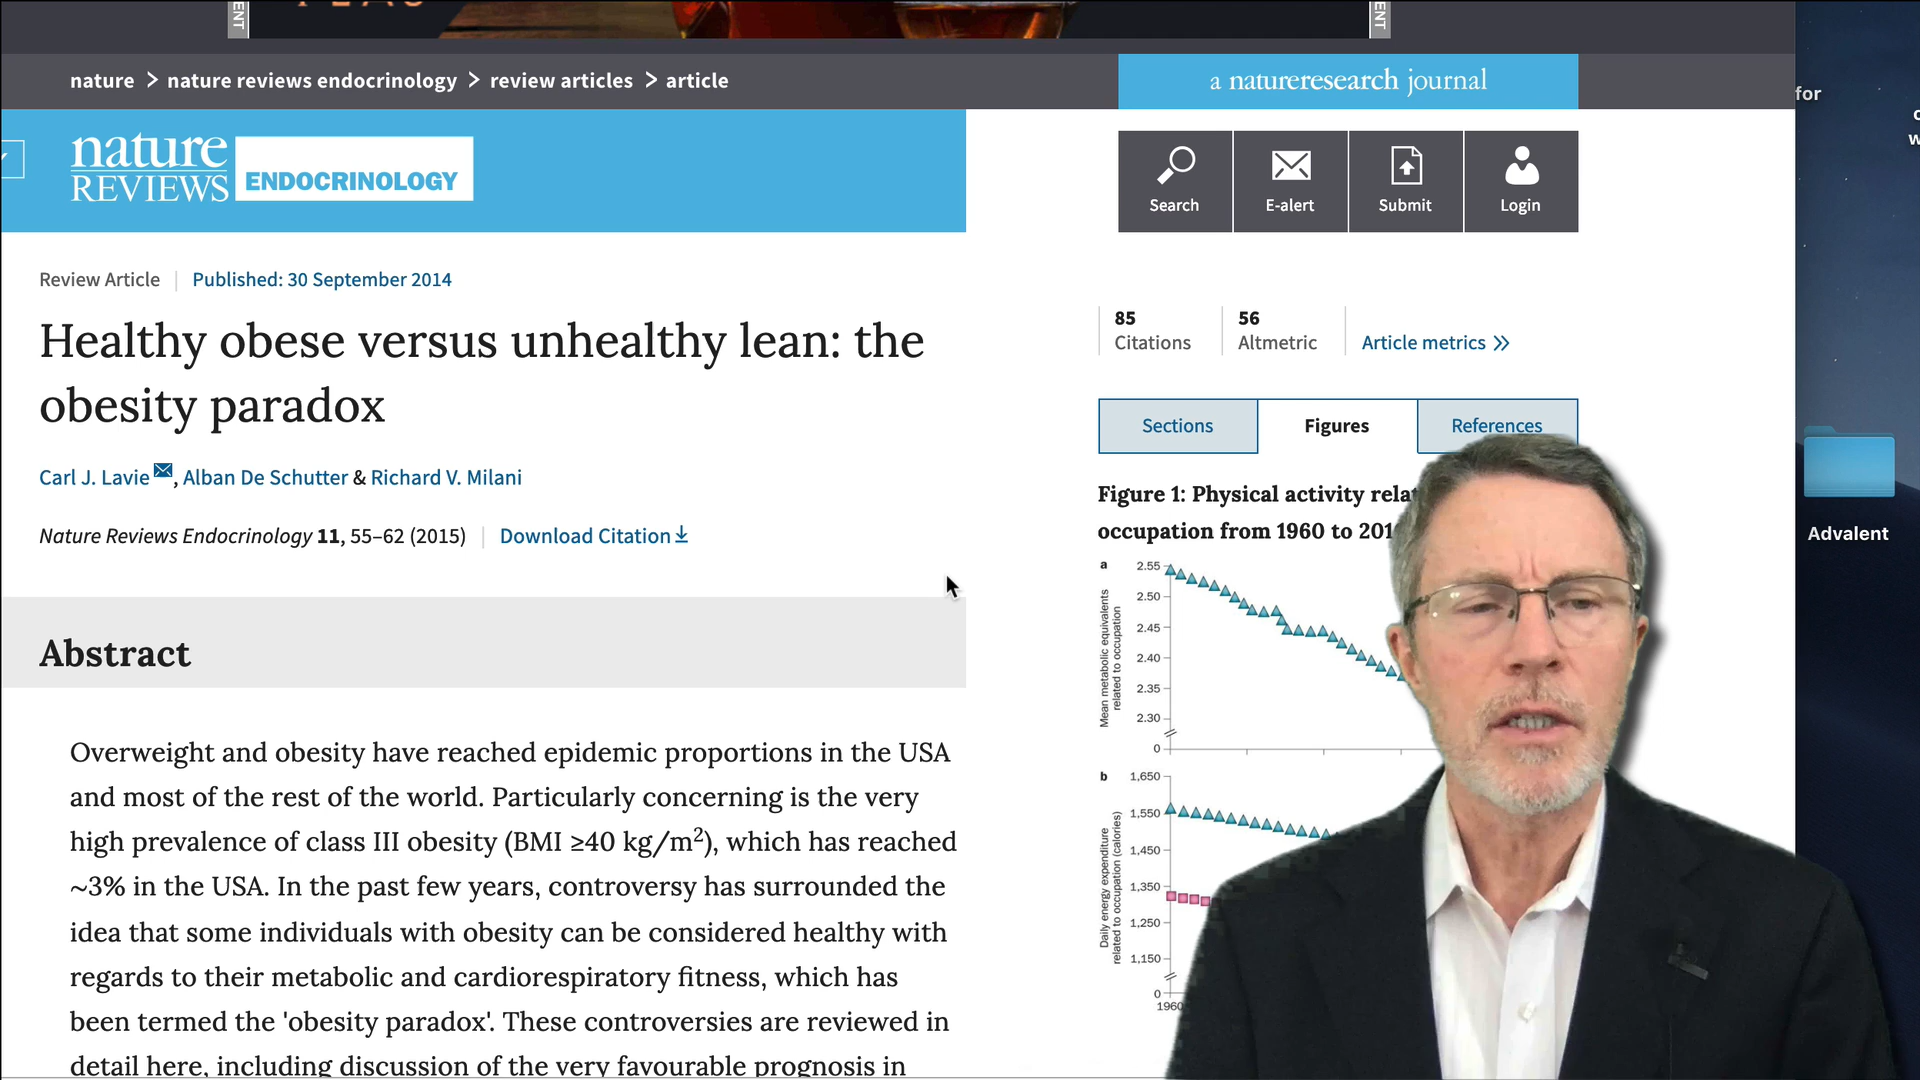 ENT
ENT
nature > nature reviews endocrinology > review articles > article
a natureresearch journal
for
nature
REVIEWS
ENDOCRINOLOGY
Search
E-alert
Submit
Login
Review Article | Published: 30 September 2014
Healthy obese versus unhealthy lean: the
obesity paradox
85
Citations
56
Altmetric
Article metrics >>
Sections
Figures
References
Carl J. Lavie, Alban De Schutter & Richard V. Milani
Nature Reviews Endocrinology 11, 55–62 (2015) | Download Citation
Advalent
Figure 1: Physical activity
occupation from 1960 to
a
Mean metabolic equivalents
related to occupation
2.55
2.50
2.45
2.40
2.35
2.30
0
b
Daily energy expenditure
related to occupation (calories)
1,650
1,550
1,450
1,350
1,250
1,150
0
1960
Abstract
Overweight and obesity have reached epidemic proportions in the USA
and most of the rest of the world. Particularly concerning is the very
high prevalence of class III obesity (BMI ≥40 kg/m²), which has reached
~3% in the USA. In the past few years, controversy has surrounded the
idea that some individuals with obesity can be considered healthy with
regards to their metabolic and cardiorespiratory fitness, which has
been termed the 'obesity paradox'. These controversies are reviewed in
detail here, including discussion of the very favourable prognosis in